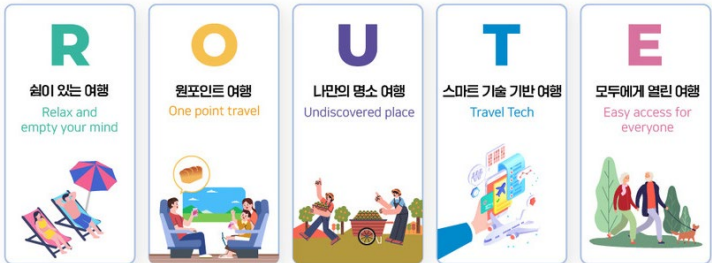 R
쉼이 있는 여행
Relax and
empty your mind
O
원포인트 여행
One point travel
U
나만의 명소 여행
Undiscovered place
T
스마트 기술 기반 여행
Travel Tech
E
모두에게 열린 여행
Easy access for
everyone